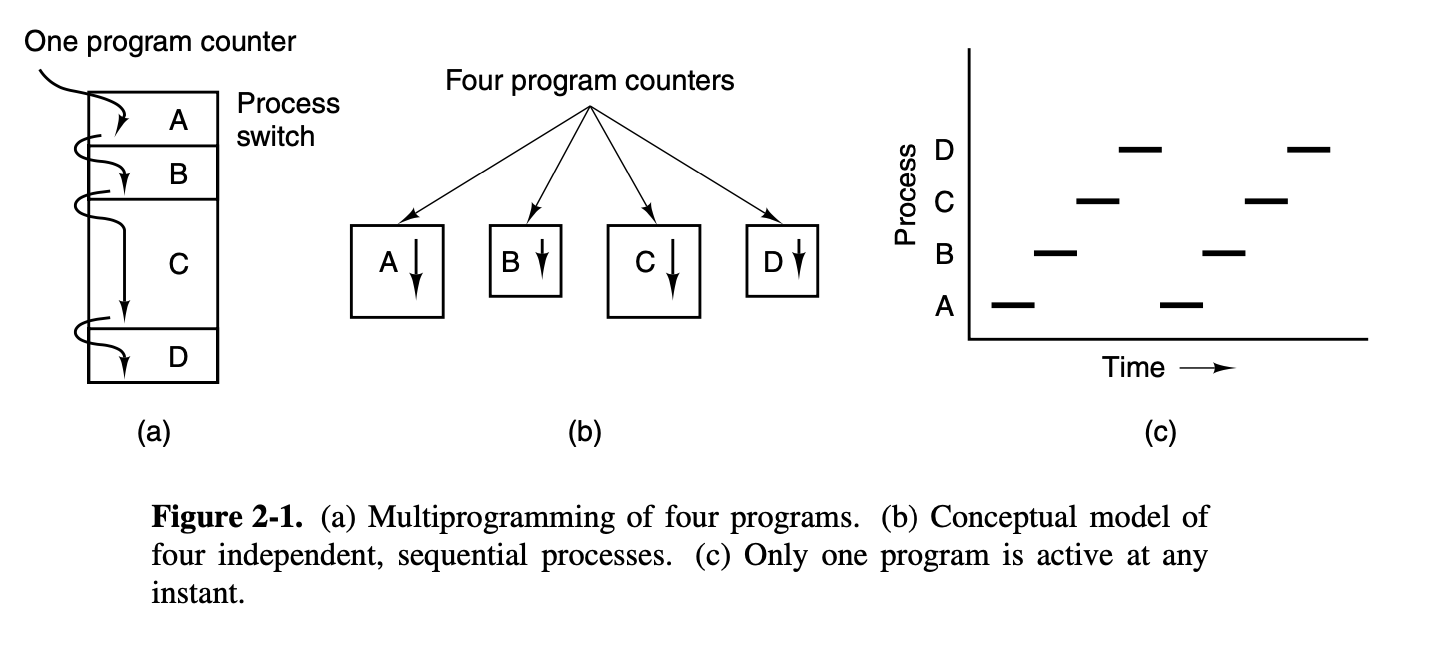 One program counter
A
Process
switch
B
C
D
(a)
Four program counters
A
B
C
D
(b)
Process
D
C
B
A
Time
(c)
Figure 2-1. (a) Multiprogramming of four programs. (b) Conceptual model of
four independent, sequential processes. (c) Only one program is active at any
instant.